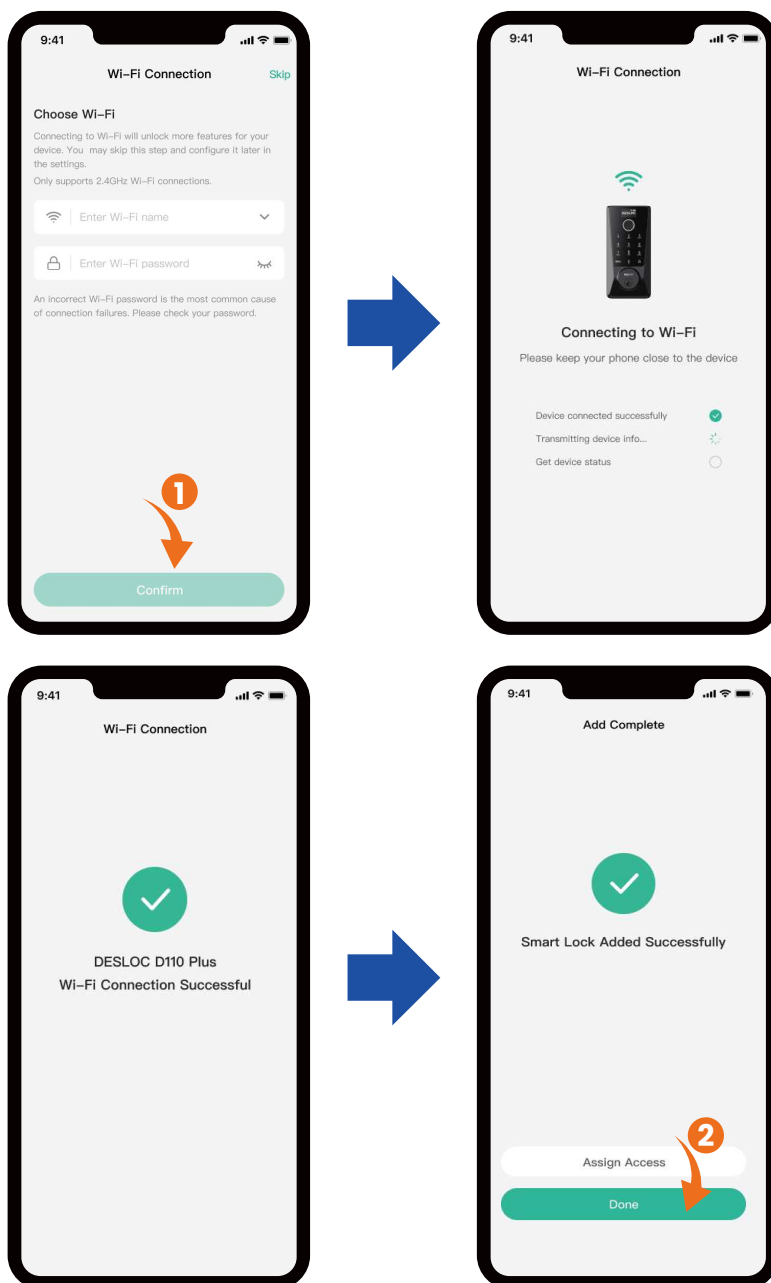 9:41
Wi-Fi Connection
Skip
Choose Wi-Fi
Connecting to Wi-Fi will unlock more features for your
device. You may skip this step and configure it later in
the settings.
Only supports 2.4GHz Wi-Fi connections.
Enter Wi-Fi name
Enter Wi-Fi password
An incorrect Wi-Fi password is the most common cause
of connection failures. Please check your password.
1
Confirm
9:41
Wi-Fi Connection
Connecting to Wi-Fi
Please keep your phone close to the device
Device connected successfully
Transmitting device info...
Get device status
9:41
Wi-Fi Connection
DESLOC D110 Plus
Wi-Fi Connection Successful
9:41
Add Complete
Smart Lock Added Successfully
2
Assign Access
Done